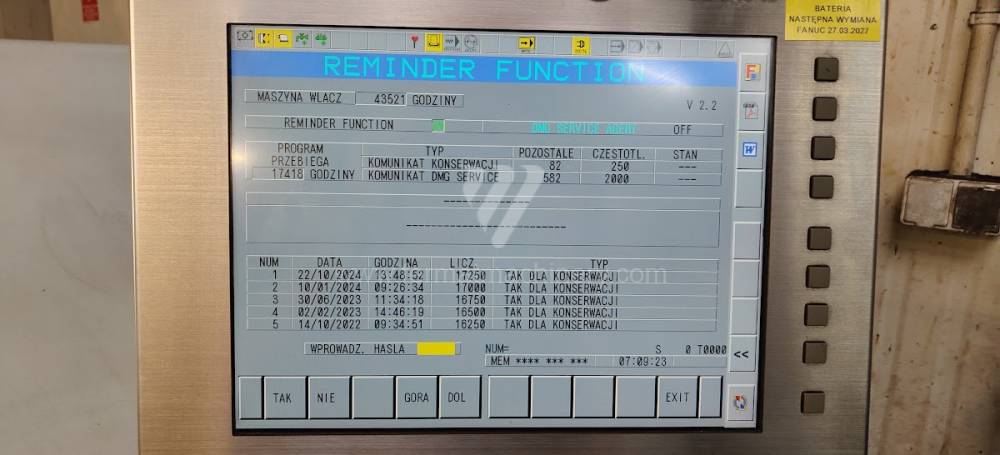 BATERIA
NASTĘPNA WYMIANA
FANUC 27.03.2027
REMINDER FUNCTION
MASZYNA WLACZ 43521 GODZINY
V 2.2
REMINDER FUNCTION DMG SERVICE AGENT OFF
PROGRAM TYP POZOSTALE CZESTOTL. STAN
PRZEBIEGA KOMUNIKAT KONSERWACJI 82 250 ---
17418 GODZINY KOMUNIKAT DMG SERVICE 582 2000 ---
--------------
--------------------------
NUM DATA GODZINA LICZ. TYP
1 22/10/2024 13:48:52 17250 TAK DLA KONSERWACJI
2 10/01/2024 09:26:34 17000 TAK DLA KONSERWACJI
3 30/06/2023 11:34:18 16750 TAK DLA KONSERWACJI
4 02/02/2023 14:46:19 16500 TAK DLA KONSERWACJI
5 14/10/2022 09:34:51 16250 TAK DLA KONSERWACJI
WPROWADZ. HASLA NUM= S 0 T0000
MEM **** *** *** *** 07:09:23
<<
TAK NIE GORA DOL EXIT